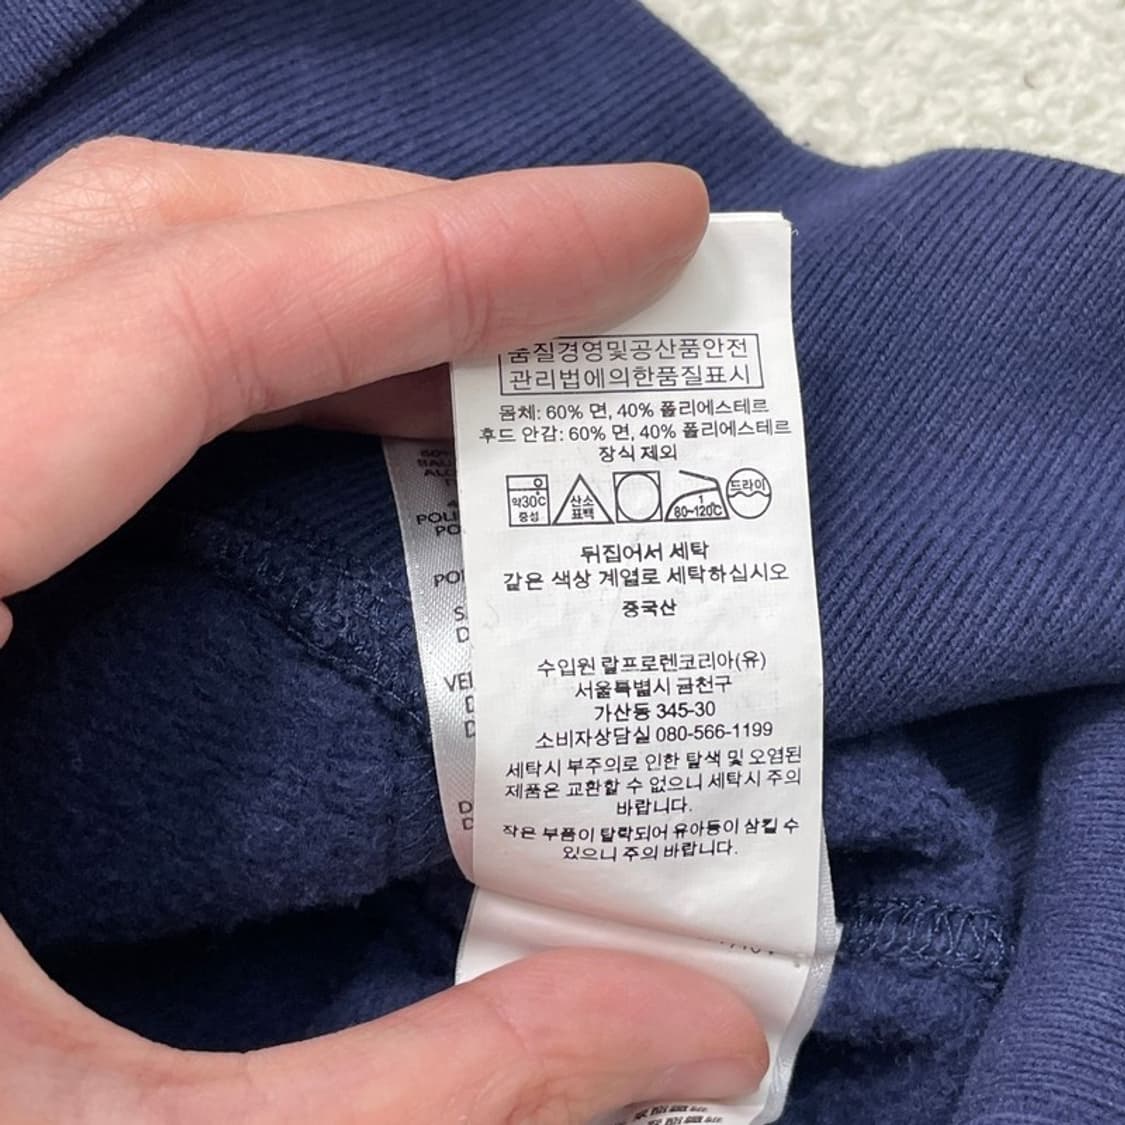 품질경영및공산품안전
관리법에의한품질표시
몸체: 60% 면, 40% 폴리에스테르
후드 안감: 60% 면, 40% 폴리에스테르
장식 제외
약30℃
중성
산소
표백
1
80~120℃
드라이
뒤집어서 세탁
같은 색상 계열로 세탁하십시오
중국산
수입원 랄프로렌코리아(유)
서울특별시 금천구
가산동 345-30
소비자상담실 080-566-1199
세탁시 부주의로 인한 탈색 및 오염된
제품은 교환할 수 없으니 세탁시 주의
바랍니다.
작은 부품이 탈락되어 유아등이 삼킬 수
있으니 주의 바랍니다.